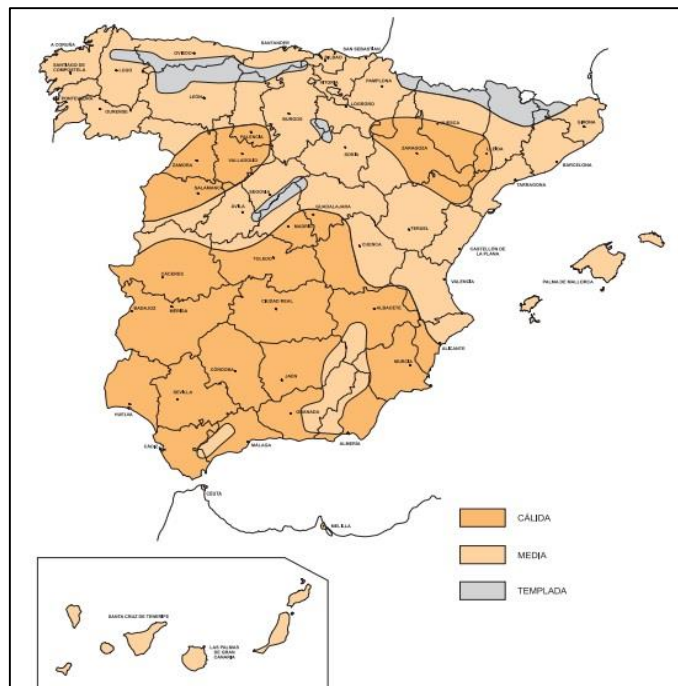 A CORUÑA
OVIEDO
SANTANDER
SAN SEBASTIÁN
BILBAO
SANTIAGO DE
COMPOSTELA
LUGO
VITORIA
PAMPLONA
PONTEVEDRA
LEÓN
LOGROÑO
OURENSE
BURGOS
HUESCA
GIRONA
PALENCIA
ZAMORA
VALLADOLID
SORIA
ZARAGOZA
LLEIDA
BARCELONA
TARRAGONA
SALAMANCA
SEGOVIA
ÁVILA
GUADALAJARA
MADRID
TERUEL
CUENCA
CASTELLÓN DE
LA PLANA
TOLEDO
PALMA DE MALLORCA
CÁCERES
VALENCIA
BADAJOZ
MÉRIDA
CIUDAD REAL
ALBACETE
ALICANTE
CÓRDOBA
JAÉN
MURCIA
SEVILLA
HUELVA
GRANADA
CÁDIZ
MÁLAGA
ALMERÍA
CEUTA
MELILLA
CÁLIDA
MEDIA
TEMPLADA
SANTA CRUZ DE TENERIFE
LAS PALMAS
DE GRAN
CANARIA